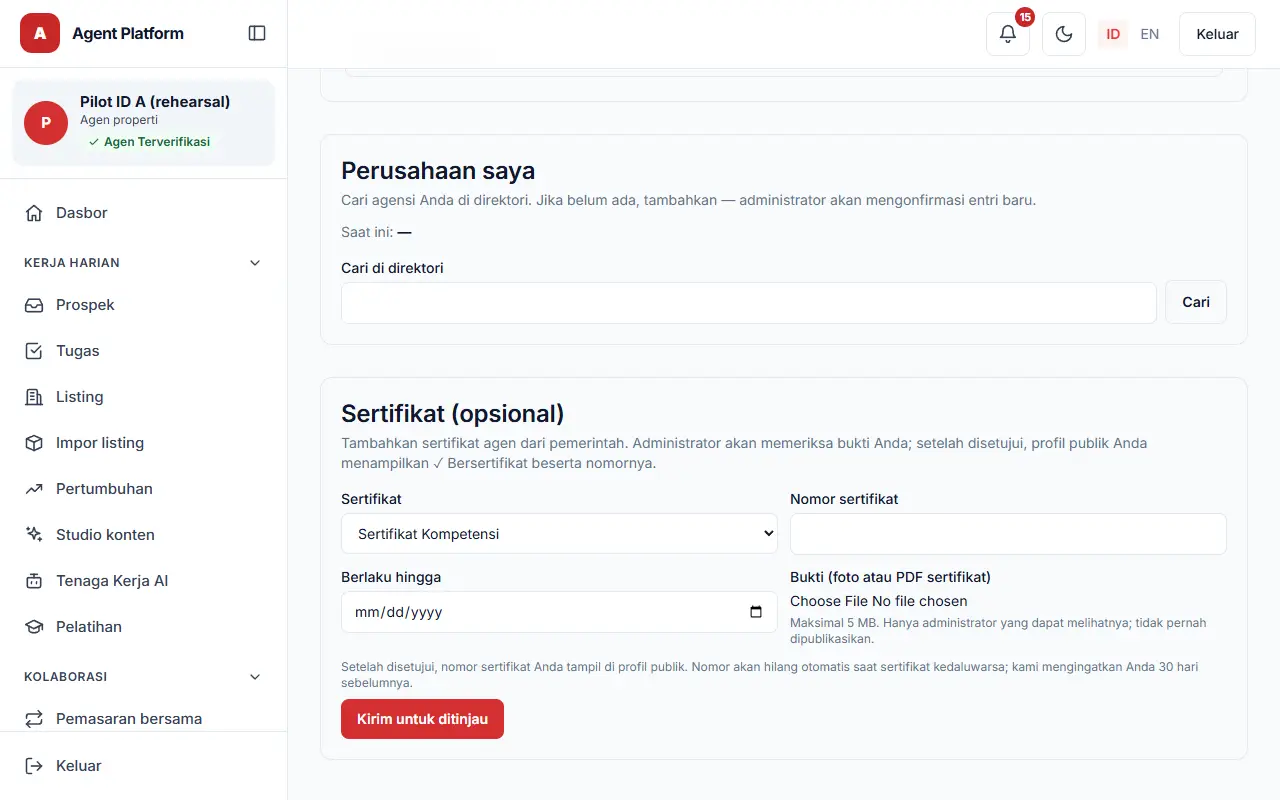 A
Agent Platform
15
ID
EN
Keluar
P
Pilot ID A (rehearsal)
Agen properti
✓ Agen Terverifikasi
Dasbor
KERJA HARIAN
Prospek
Tugas
Listing
Impor listing
Pertumbuhan
Studio konten
Tenaga Kerja AI
Pelatihan
KOLABORASI
Pemasaran bersama
Keluar
Perusahaan saya
Cari agensi Anda di direktori. Jika belum ada, tambahkan — administrator akan mengonfirmasi entri baru.
Saat ini: —
Cari di direktori
Cari
Sertifikat (opsional)
Tambahkan sertifikat agen dari pemerintah. Administrator akan memeriksa bukti Anda; setelah disetujui, profil publik Anda
menampilkan ✓ Bersertifikat beserta nomornya.
Sertifikat
Nomor sertifikat
Sertifikat Kompetensi
Berlaku hingga
Bukti (foto atau PDF sertifikat)
mm/dd/yyyy
Choose File No file chosen
Maksimal 5 MB. Hanya administrator yang dapat melihatnya; tidak pernah
dipublikasikan.
Setelah disetujui, nomor sertifikat Anda tampil di profil publik. Nomor akan hilang otomatis saat sertifikat kedaluwarsa; kami mengingatkan Anda 30 hari
sebelumnya.
Kirim untuk ditinjau